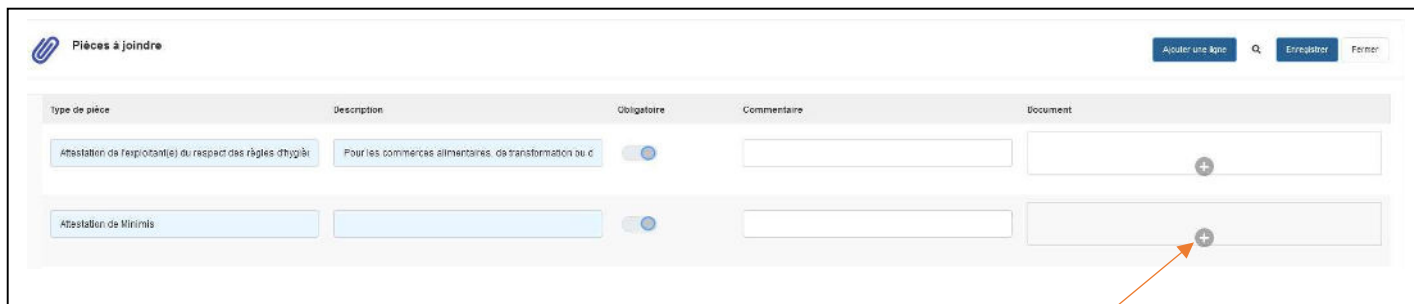 Pièces à joindre
Ajouter une ligne Enregistrer Fermer
Type de pièce Description Obligatoire Commentaire Document
Attestation de l'exploitant(e) du respect des règles d'hygièn Pour les commerces alimentaires, de transformation ou d
Attestation de Minimis